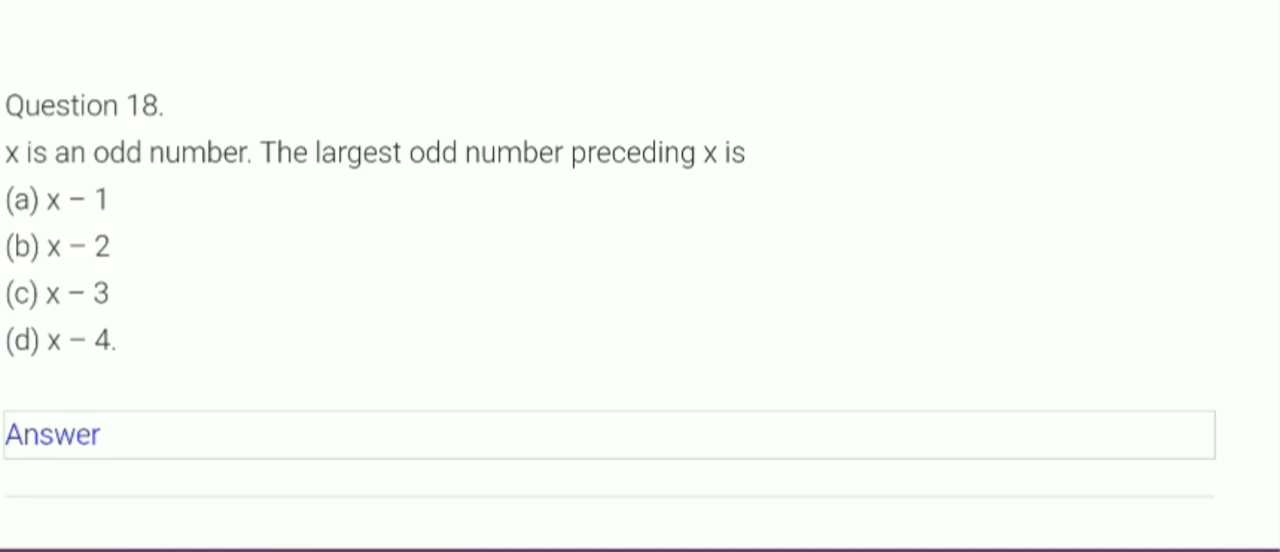 Question 18.
x is an odd number. The largest odd number preceding x is
(a) x – 1
(b) x – 2
(c) x – 3
(d) x – 4.
Answer